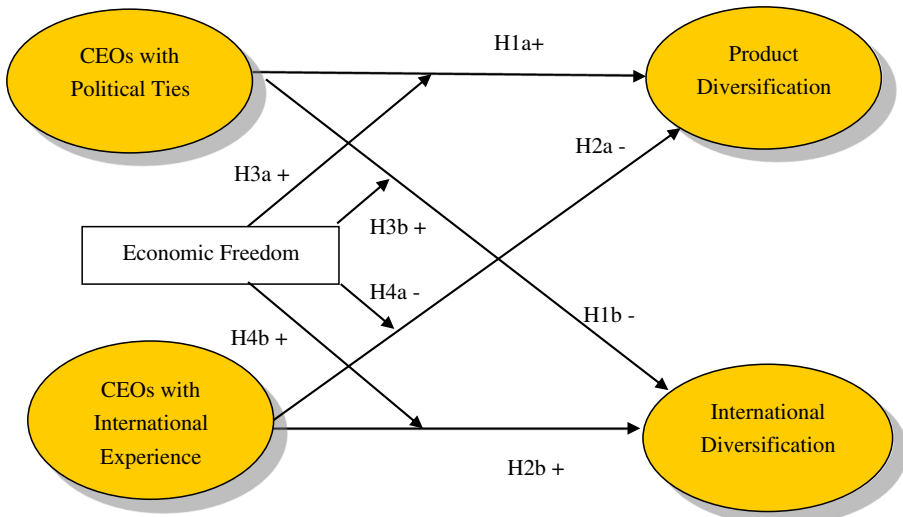 CEOs with
Political Ties
H1a+
Product
Diversification
H2a -
H3a +
H3b +
Economic Freedom
H4a -
H1b -
H4b +
CEOs with
International
Experience
International
Diversification
H2b +